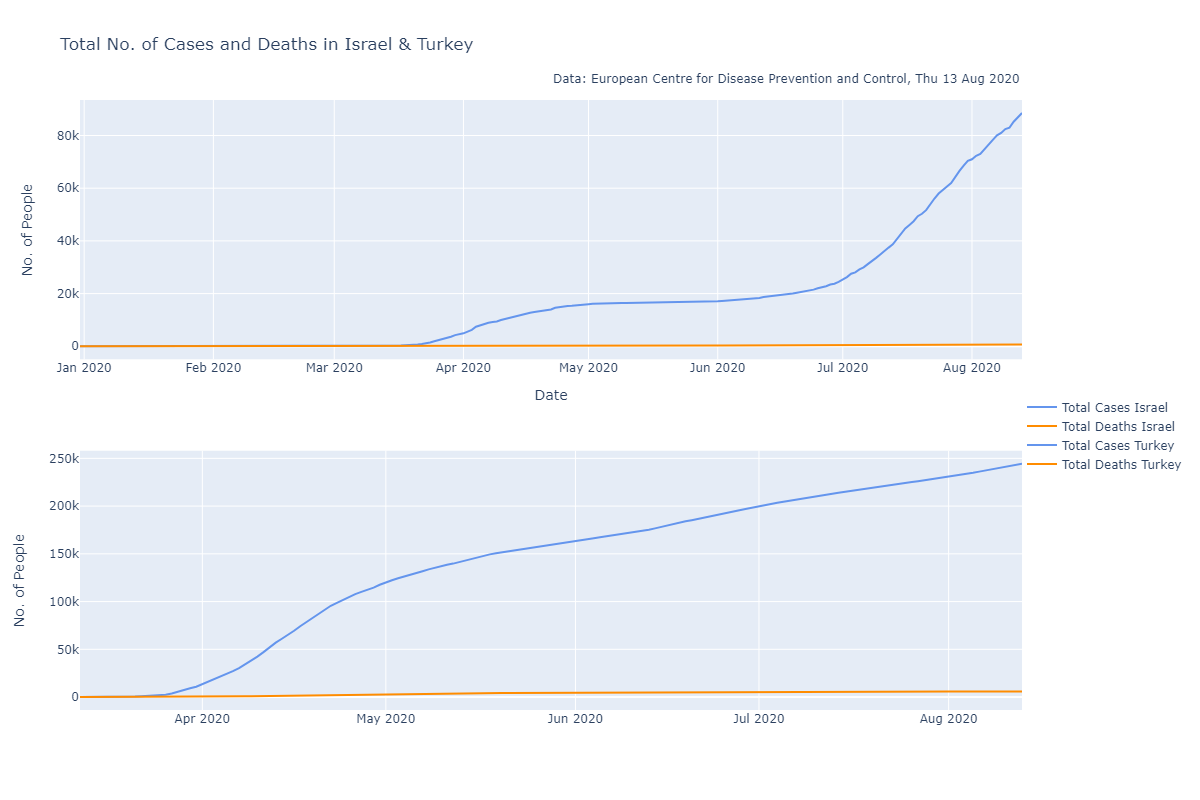 Total No. of Cases and Deaths in Israel & Turkey
Data: European Centre for Disease Prevention and Control, Thu 13 Aug 2020
No. of People
80k
60k
40k
20k
0
Jan 2020 Feb 2020 Mar 2020 Apr 2020 May 2020 Jun 2020 Jul 2020 Aug 2020
Date
Total Cases Israel
Total Deaths Israel
Total Cases Turkey
Total Deaths Turkey
No. of People
250k
200k
150k
100k
50k
0
Apr 2020 May 2020 Jun 2020 Jul 2020 Aug 2020